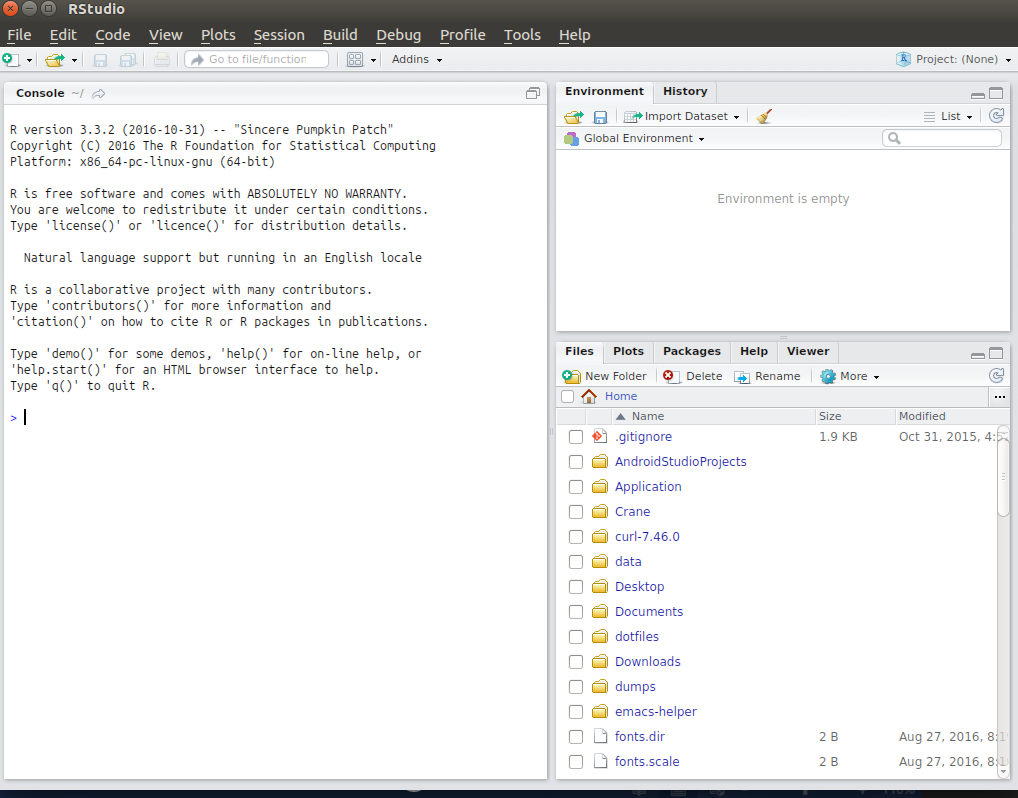 RStudio
File Edit Code View Plots Session Build Debug Profile Tools Help
Go to file/function Addins Project: (None)
Console ~/
R version 3.3.2 (2016-10-31) -- "Sincere Pumpkin Patch"
Copyright (C) 2016 The R Foundation for Statistical Computing
Platform: x86_64-pc-linux-gnu (64-bit)
R is free software and comes with ABSOLUTELY NO WARRANTY.
You are welcome to redistribute it under certain conditions.
Type 'license()' or 'licence()' for distribution details.
Natural language support but running in an English locale
R is a collaborative project with many contributors.
Type 'contributors()' for more information and
'citation()' on how to cite R or R packages in publications.
Type 'demo()' for some demos, 'help()' for on-line help, or
'help.start()' for an HTML browser interface to help.
Type 'q()' to quit R.
>
Environment History
Import Dataset List
Global Environment
Environment is empty
Files Plots Packages Help Viewer
New Folder Delete Rename More
Home ...
Name Size Modified
.gitignore 1.9 KB Oct 31, 2015, 4:
AndroidStudioProjects
Application
Crane
curl-7.46.0
data
Desktop
Documents
dotfiles
Downloads
dumps
emacs-helper
fonts.dir 2 B Aug 27, 2016, 8:
fonts.scale 2 B Aug 27, 2016, 8: